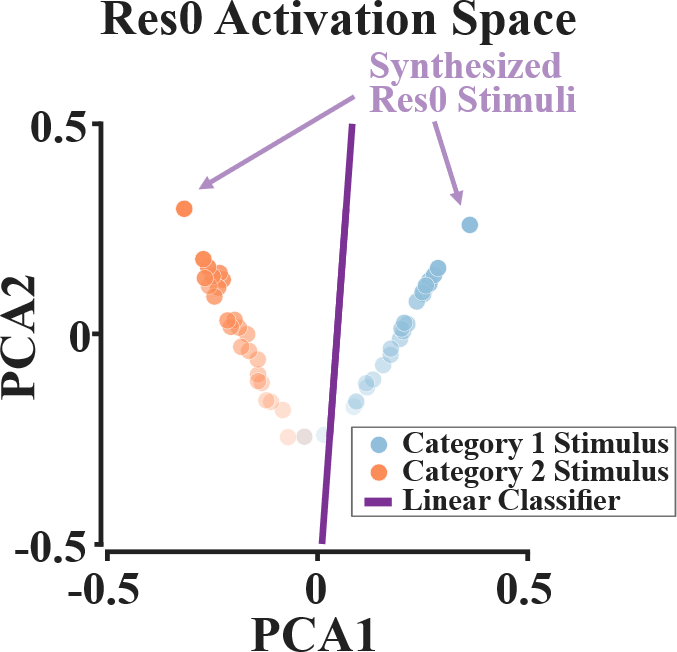 Res0 Activation Space
Synthesized
Res0 Stimuli
0.5
0
-0.5
PCA2
-0.5
0
0.5
PCA1
Category 1 Stimulus
Category 2 Stimulus
Linear Classifier